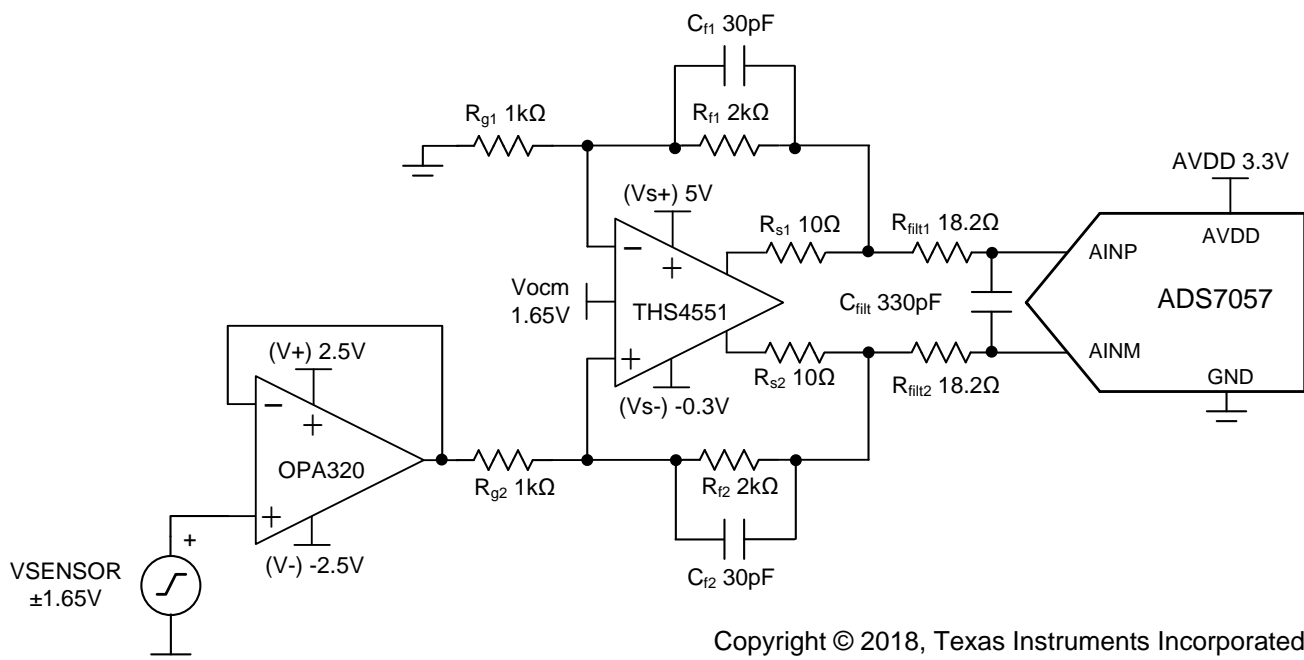 Cf1 30pF
Rg1 1kΩ
Rf1 2kΩ
AVDD 3.3V
(Vs+) 5V
Rs1 10Ω
Rfilt1 18.2Ω
AINP
AVDD
−
+
Vocm
1.65V
THS4551
Cfilt 330pF
ADS7057
+
(Vs-) -0.3V
Rs2 10Ω
Rfilt2 18.2Ω
AINM
GND
(V+) 2.5V
−
+
OPA320
Rg2 1kΩ
Rf2 2kΩ
+
+
(V-) -2.5V
Cf2 30pF
VSENSOR
±1.65V
Copyright © 2018, Texas Instruments Incorporated